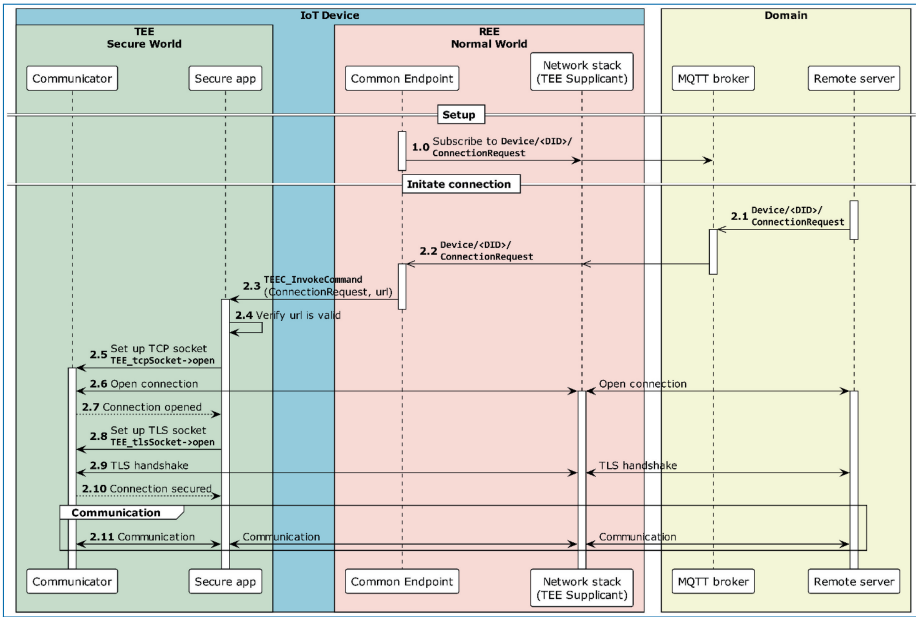 IoT Device
Domain
TEE
Secure World
REE
Normal World
Communicator
Secure app
Common Endpoint
Network stack
(TEE Supplicant)
MQTT broker
Remote server
Setup
1.0 Subscribe to Device/<DID>/
ConnectionRequest
Initate connection
2.1 Device/<DID>/
ConnectionRequest
2.2 Device/<DID>/
ConnectionRequest
2.3 TEEC_InvokeCommand
(ConnectionRequest, url)
2.4 Verify url is valid
2.5 Set up TCP socket
TEE_tcpSocket->open
2.6 Open connection
Open connection
2.7 Connection opened
2.8 Set up TLS socket
TEE_tlsSocket->open
2.9 TLS handshake
TLS handshake
2.10 Connection secured
Communication
2.11 Communication
Communication
Communication
Communicator
Secure app
Common Endpoint
Network stack
(TEE Supplicant)
MQTT broker
Remote server